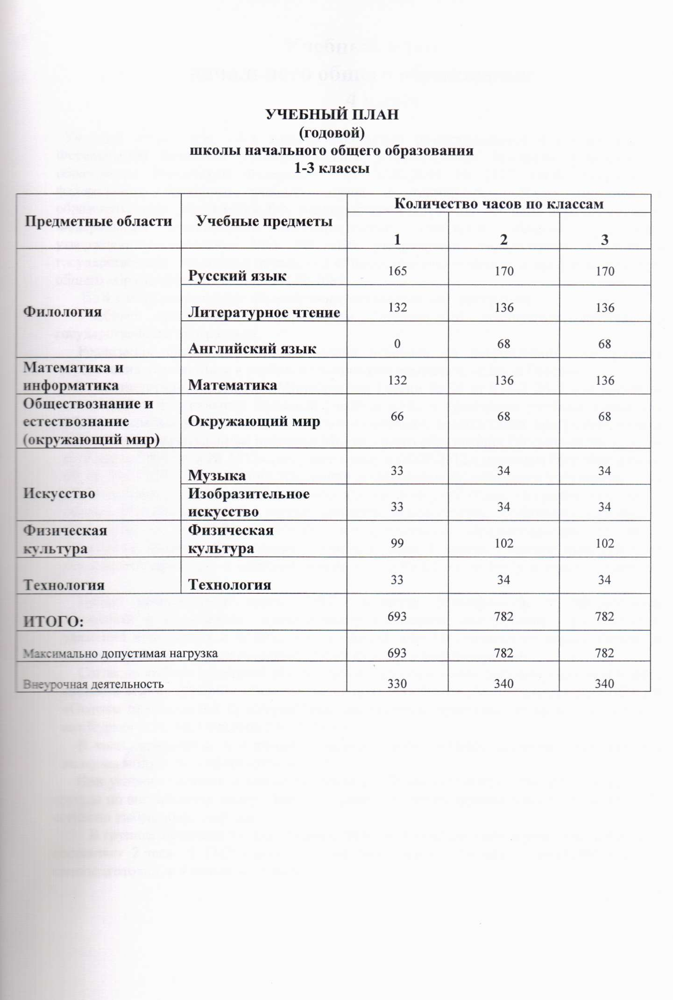 УЧЕБНЫЙ ПЛАН
(годовой)
школы начального общего образования
1-3 классы
Предметные области Учебные предметы Количество часов по классам
1 2 3
Филология Русский язык 165 170 170
Литературное чтение 132 136 136
Английский язык 0 68 68
Математика и
информатика Математика 132 136 136
Обществознание и
естествознание
(окружающий мир) Окружающий мир 66 68 68
Искусство Музыка 33 34 34
Изобразительное
искусство 33 34 34
Физическая
культура Физическая
культура 99 102 102
Технология Технология 33 34 34
ИТОГО: 693 782 782
Максимально допустимая нагрузка 693 782 782
Внеурочная деятельность 330 340 340